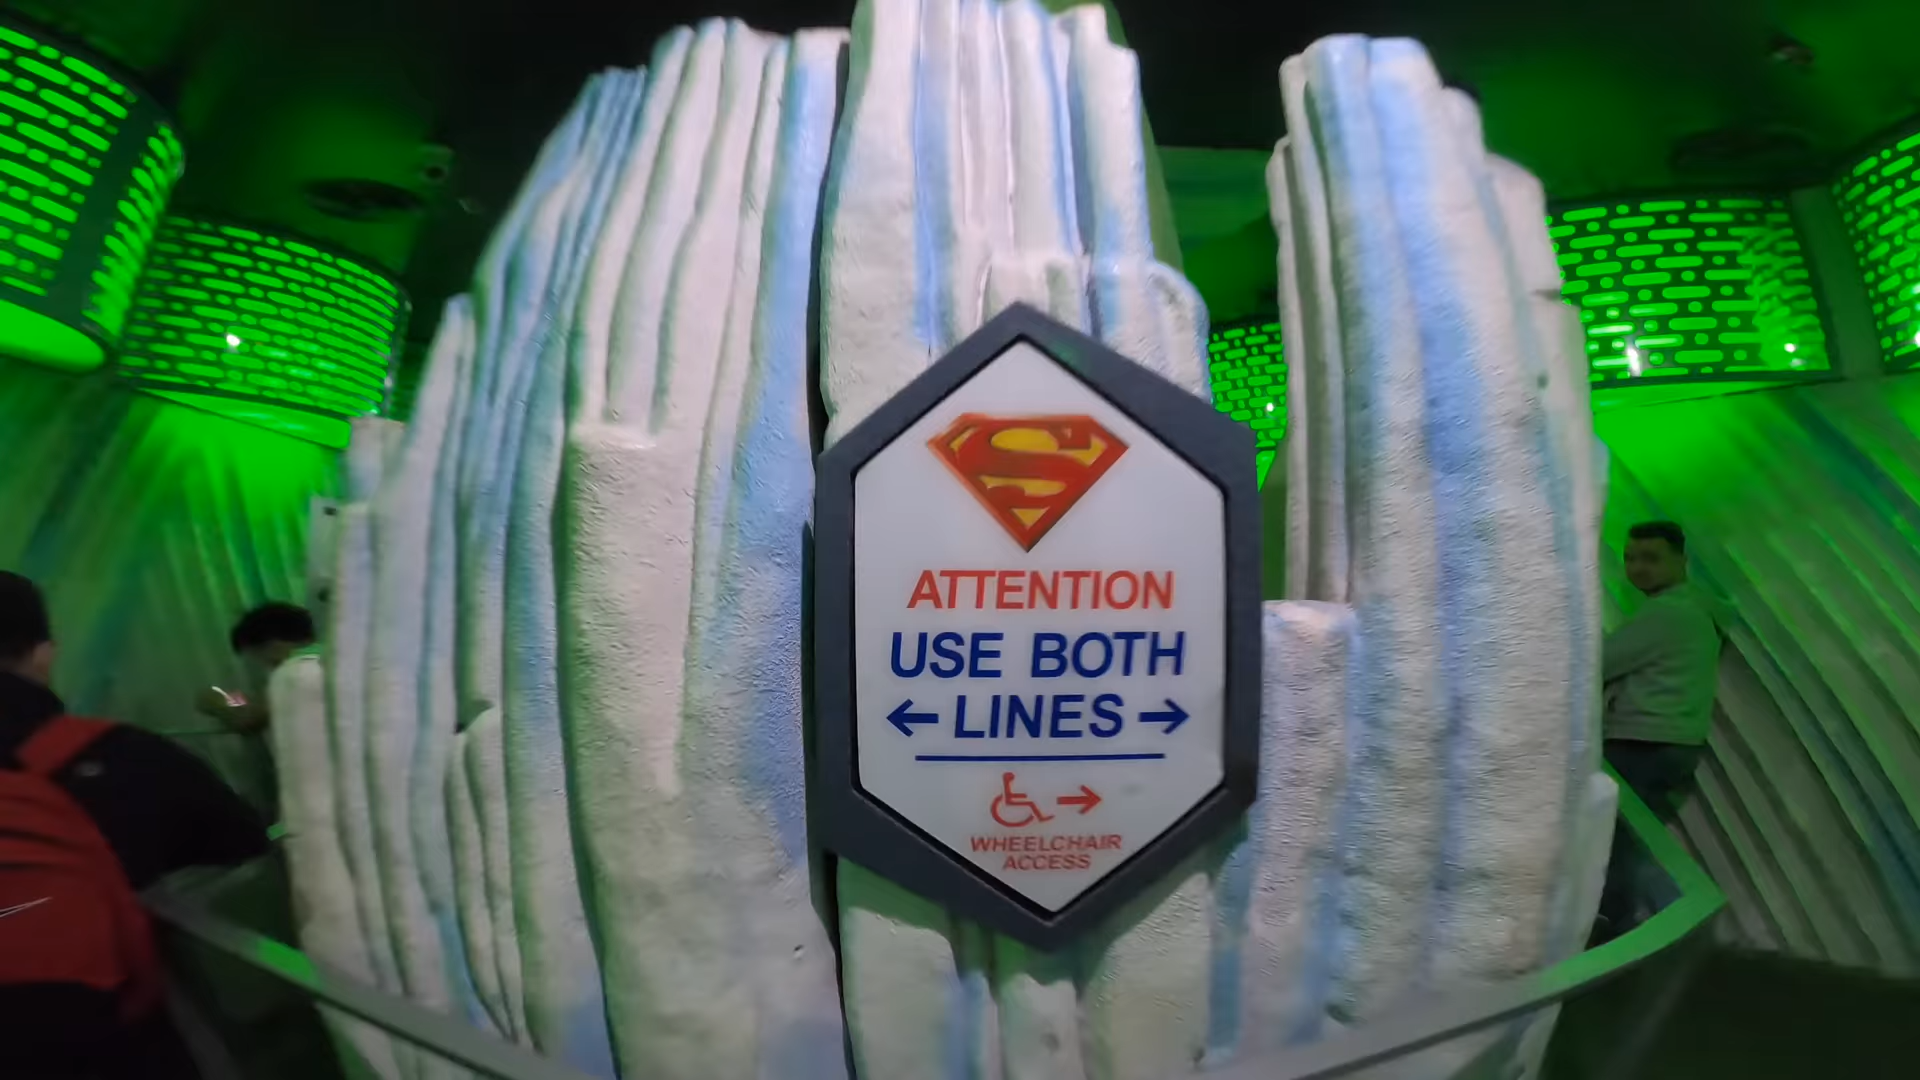 S
ATTENTION
USE BOTH
← LINES →
WHEELCHAIR
ACCESS